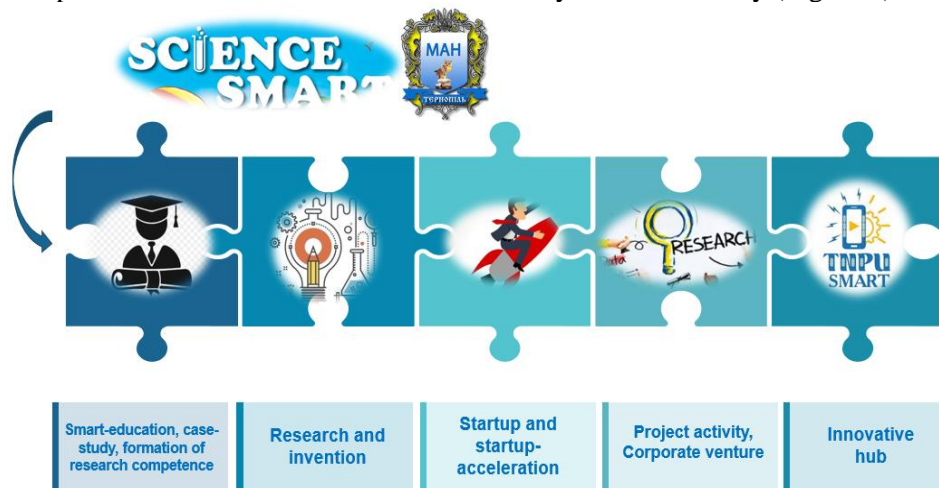 SCIENCE
SMART
МАН
ТЕРНОПІЛЬ
RESEARCH
TNPU
SMART
Smart-education, case-
study, formation of
research competence
Research and
invention
Startup and
startup-
acceleration
Project activity,
Corporate venture
Innovative
hub